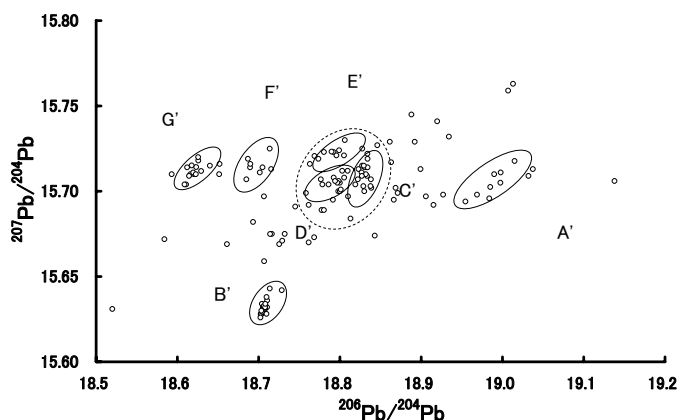 15.80
15.75
15.70
15.65
15.60
²⁰⁷Pb/²⁰⁴Pb
G’
F’
E’
C’
D’
A’
B’
18.5 18.6 18.7 18.8 18.9 19.0 19.1 19.2
²⁰⁶Pb/²⁰⁴Pb